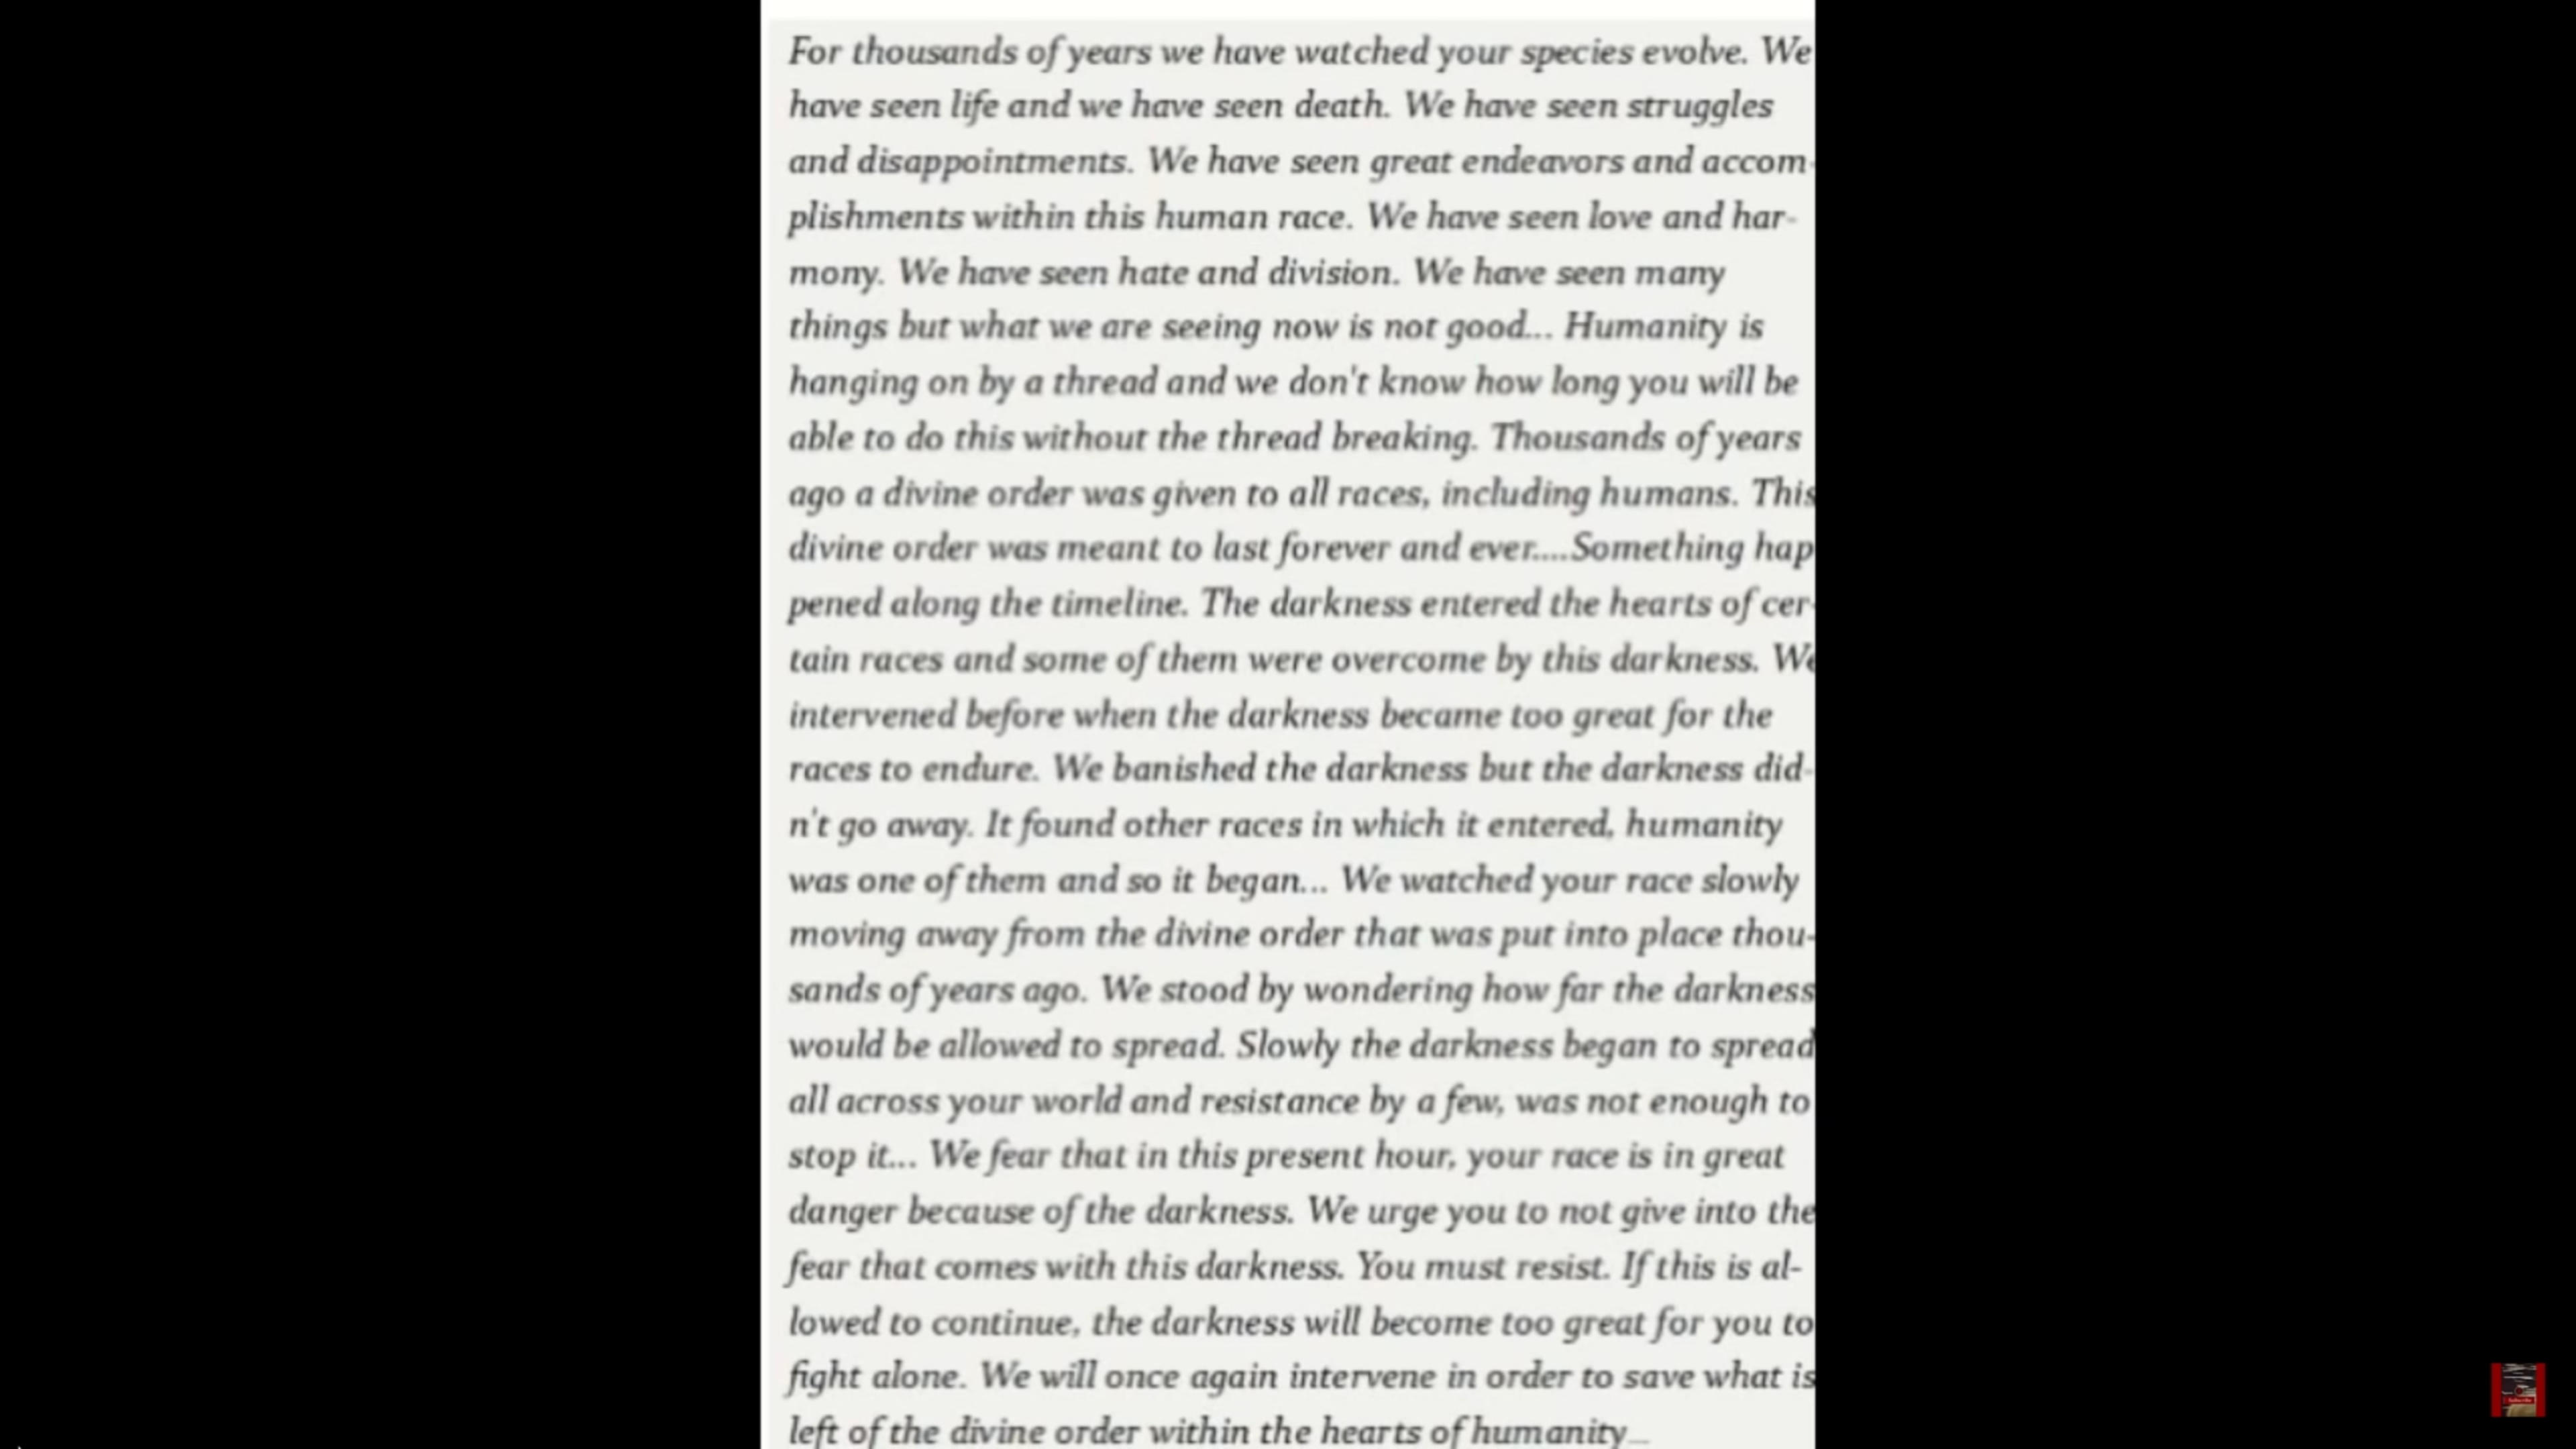 For thousands of years we have watched your species evolve. We
have seen life and we have seen death. We have seen struggles
and disappointments. We have seen great endeavors and accom-
plishments within this human race. We have seen love and har-
mony. We have seen hate and division. We have seen many
things but what we are seeing now is not good... Humanity is
hanging on by a thread and we don't know how long you will be
able to do this without the thread breaking. Thousands of years
ago a divine order was given to all races, including humans. This
divine order was meant to last forever and ever....Something hap
pened along the timeline. The darkness entered the hearts of cer-
tain races and some of them were overcome by this darkness. We
intervened before when the darkness became too great for the
races to endure. We banished the darkness but the darkness did-
n't go away. It found other races in which it entered, humanity
was one of them and so it began... We watched your race slowly
moving away from the divine order that was put into place thou-
sands of years ago. We stood by wondering how far the darkness
would be allowed to spread. Slowly the darkness began to spread
all across your world and resistance by a few, was not enough to
stop it... We fear that in this present hour, your race is in great
danger because of the darkness. We urge you to not give into the
fear that comes with this darkness. You must resist. If this is al-
lowed to continue, the darkness will become too great for you to
fight alone. We will once again intervene in order to save what is
left of the divine order within the hearts of humanity...